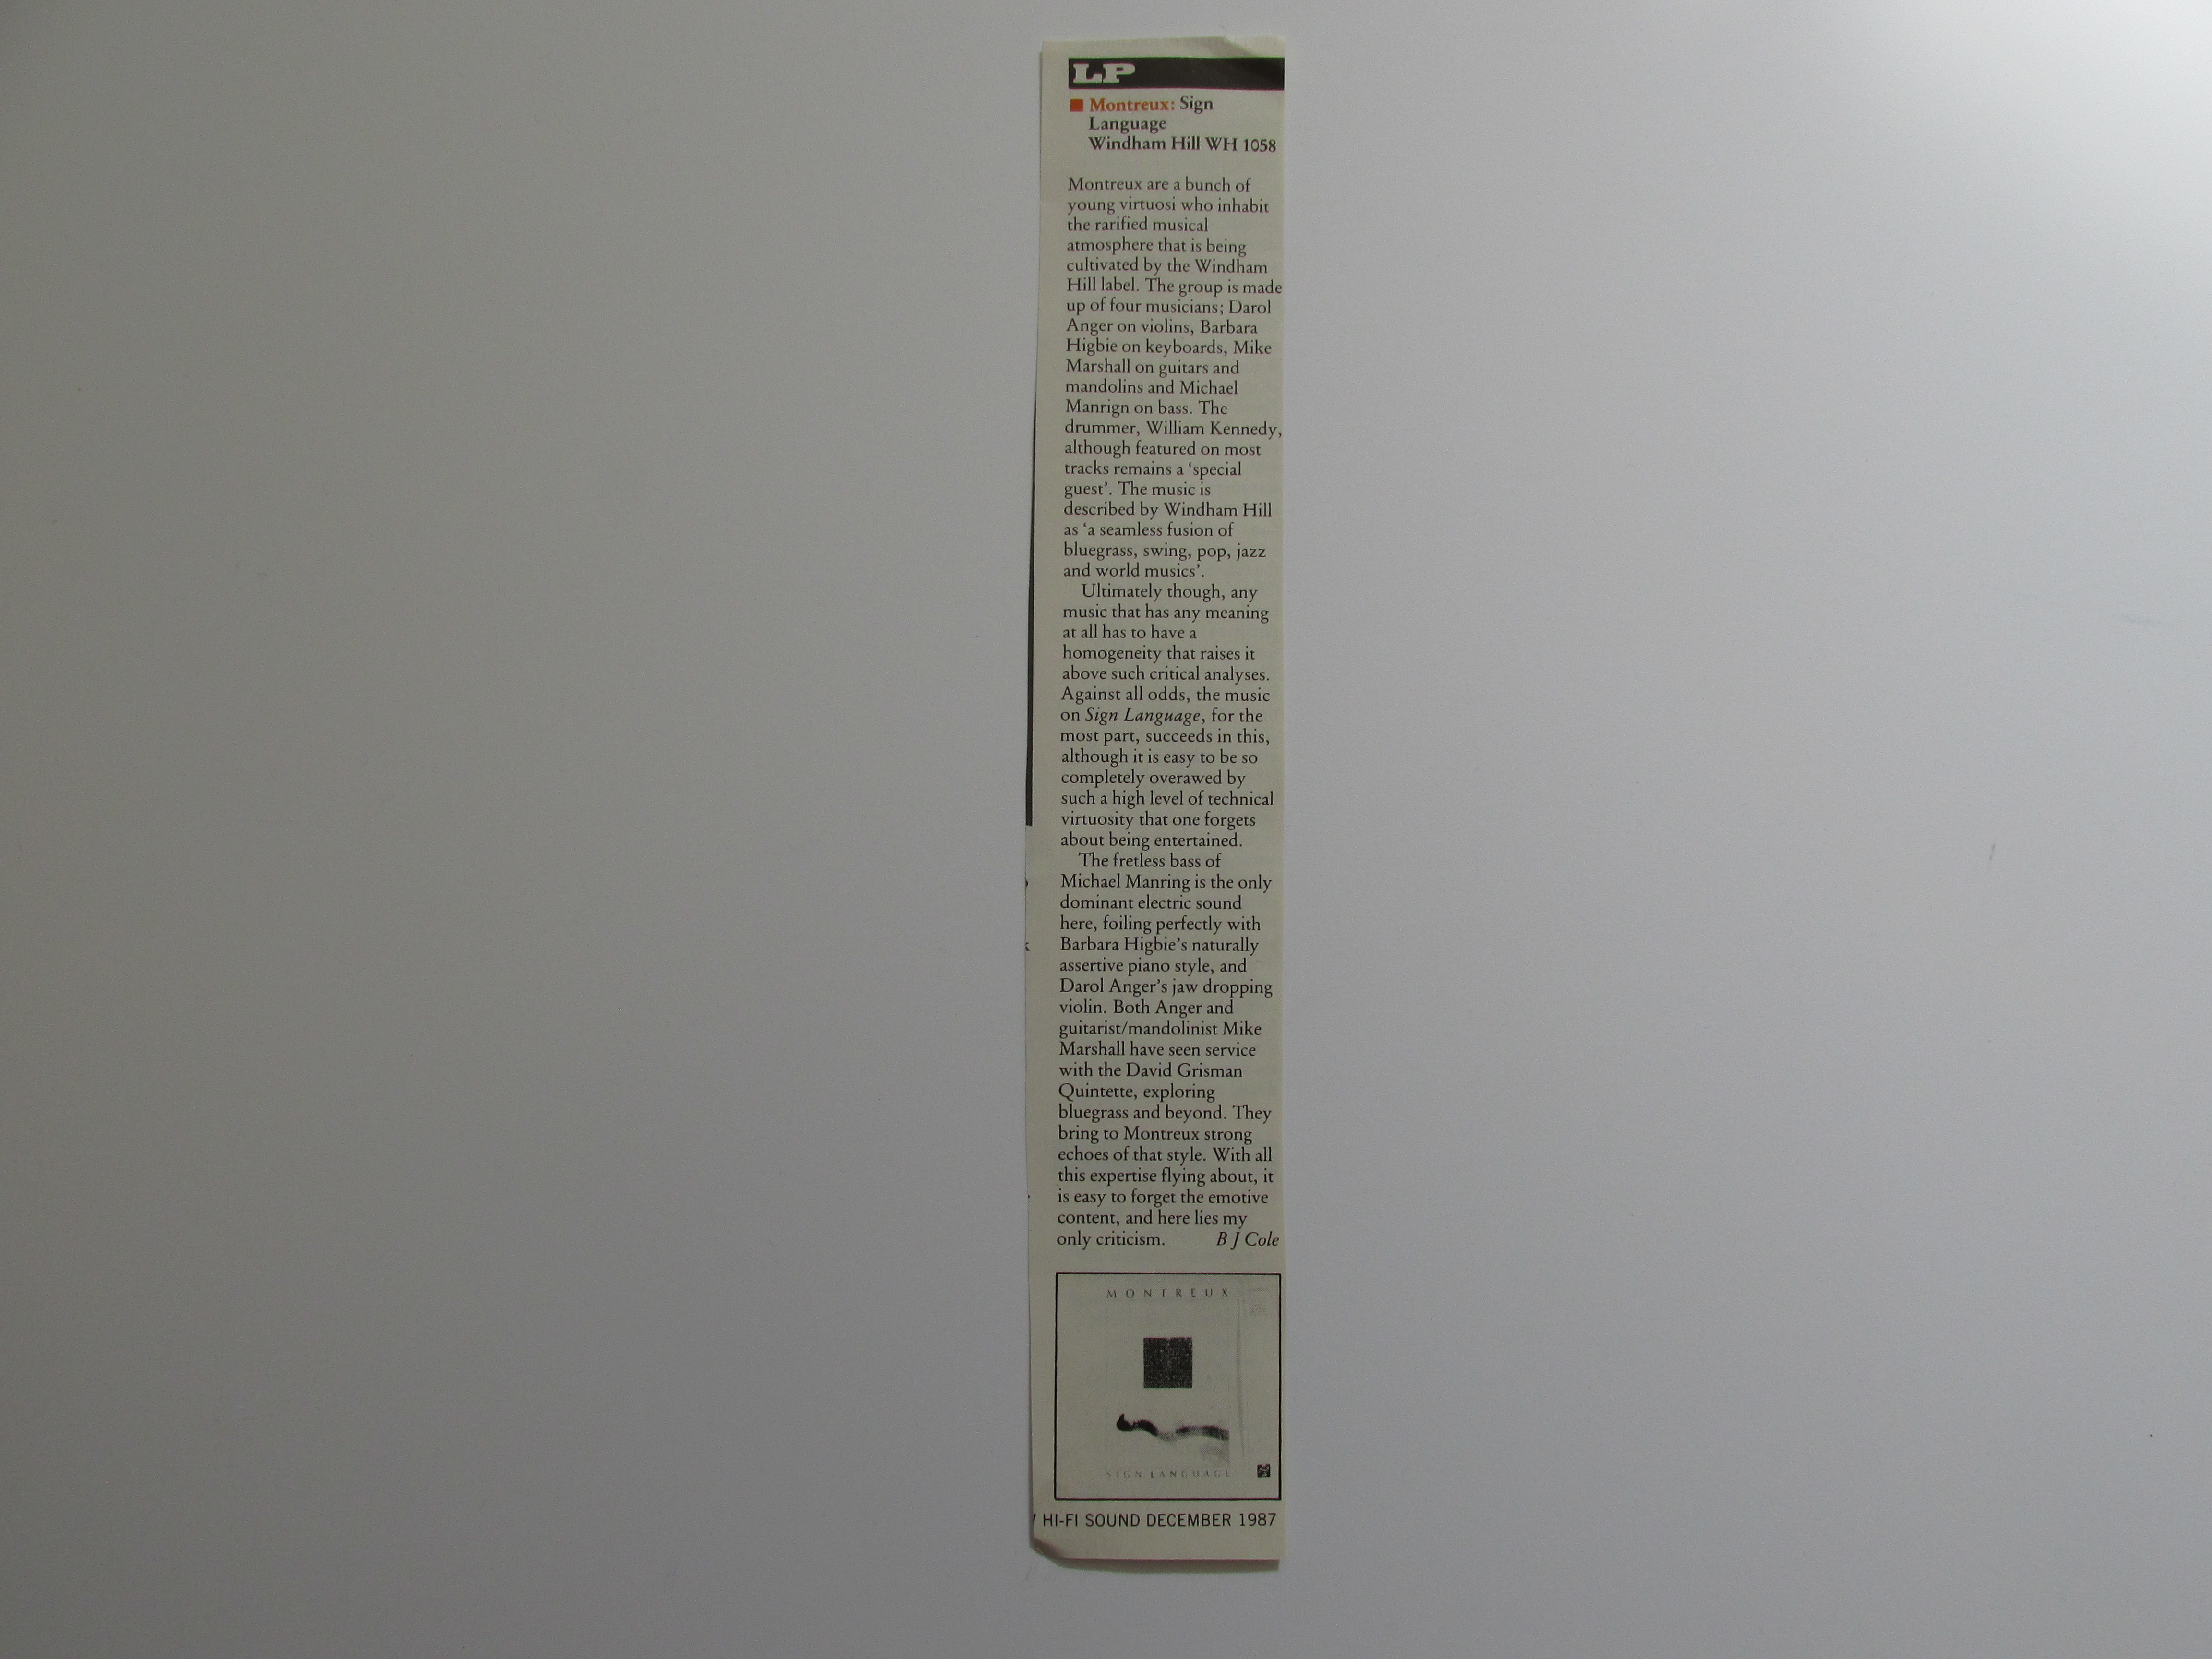 LP
Montreux: Sign
Language
Windham Hill WH 1058
Montreux are a bunch of
young virtuosi who inhabit
the rarified musical
atmosphere that is being
cultivated by the Windham
Hill label. The group is made
up of four musicians; Darol
Anger on violins, Barbara
Higbie on keyboards, Mike
Marshall on guitars and
mandolins and Michael
Manrign on bass. The
drummer, William Kennedy,
although featured on most
tracks remains a ‘special
guest’. The music is
described by Windham Hill
as ‘a seamless fusion of
bluegrass, swing, pop, jazz
and world musics’.
Ultimately though, any
music that has any meaning
at all has to have a
homogeneity that raises it
above such critical analyses.
Against all odds, the music
on Sign Language, for the
most part, succeeds in this,
although it is easy to be so
completely overawed by
such a high level of technical
virtuosity that one forgets
about being entertained.
The fretless bass of
Michael Manring is the only
dominant electric sound
here, foiling perfectly with
Barbara Higbie’s naturally
assertive piano style, and
Darol Anger’s jaw dropping
violin. Both Anger and
guitarist/mandolinist Mike
Marshall have seen service
with the David Grisman
Quintette, exploring
bluegrass and beyond. They
bring to Montreux strong
echoes of that style. With all
this expertise flying about, it
is easy to forget the emotive
content, and here lies my
only criticism. B J Cole
MONTREUX
SIGN LANGUAGE
HI-FI SOUND DECEMBER 1987